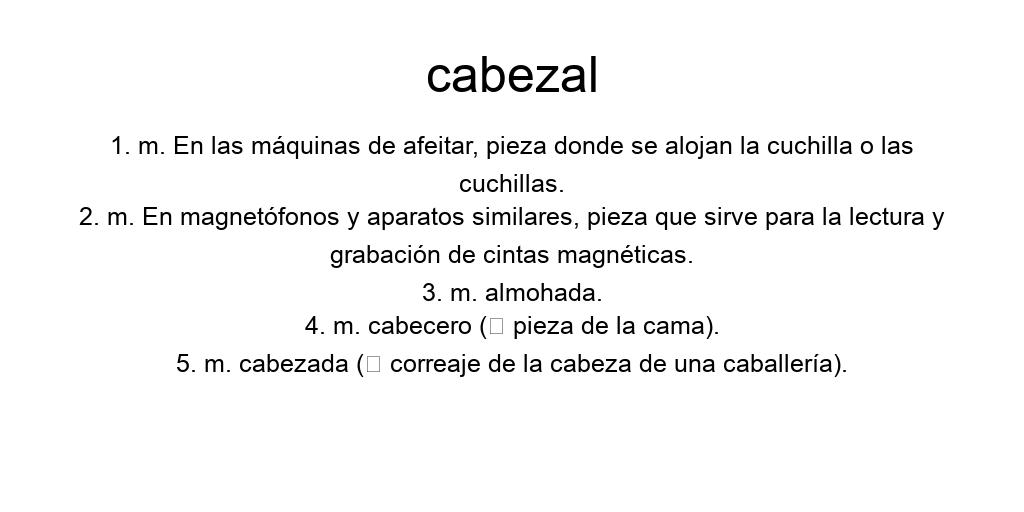 cabezal
1. m. En las máquinas de afeitar, pieza donde se alojan la cuchilla o las
cuchillas.
2. m. En magnetófonos y aparatos similares, pieza que sirve para la lectura y
grabación de cintas magnéticas.
3. m. almohada.
4. m. cabecero (□ pieza de la cama).
5. m. cabezada (□ correaje de la cabeza de una caballería).